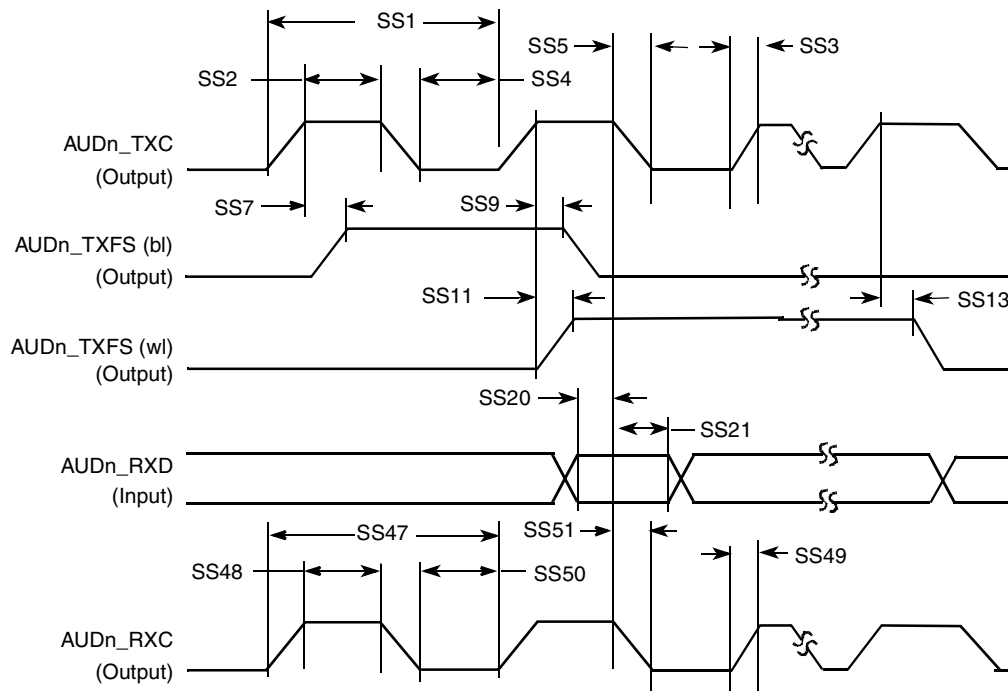 SS1
SS5
SS3
SS2
SS4
AUDn_TXC
(Output)
SS7
SS9
AUDn_TXFS (bl)
(Output)
SS11
SS13
AUDn_TXFS (wl)
(Output)
SS20
SS21
AUDn_RXD
(Input)
SS47
SS51
SS49
SS48
SS50
AUDn_RXC
(Output)